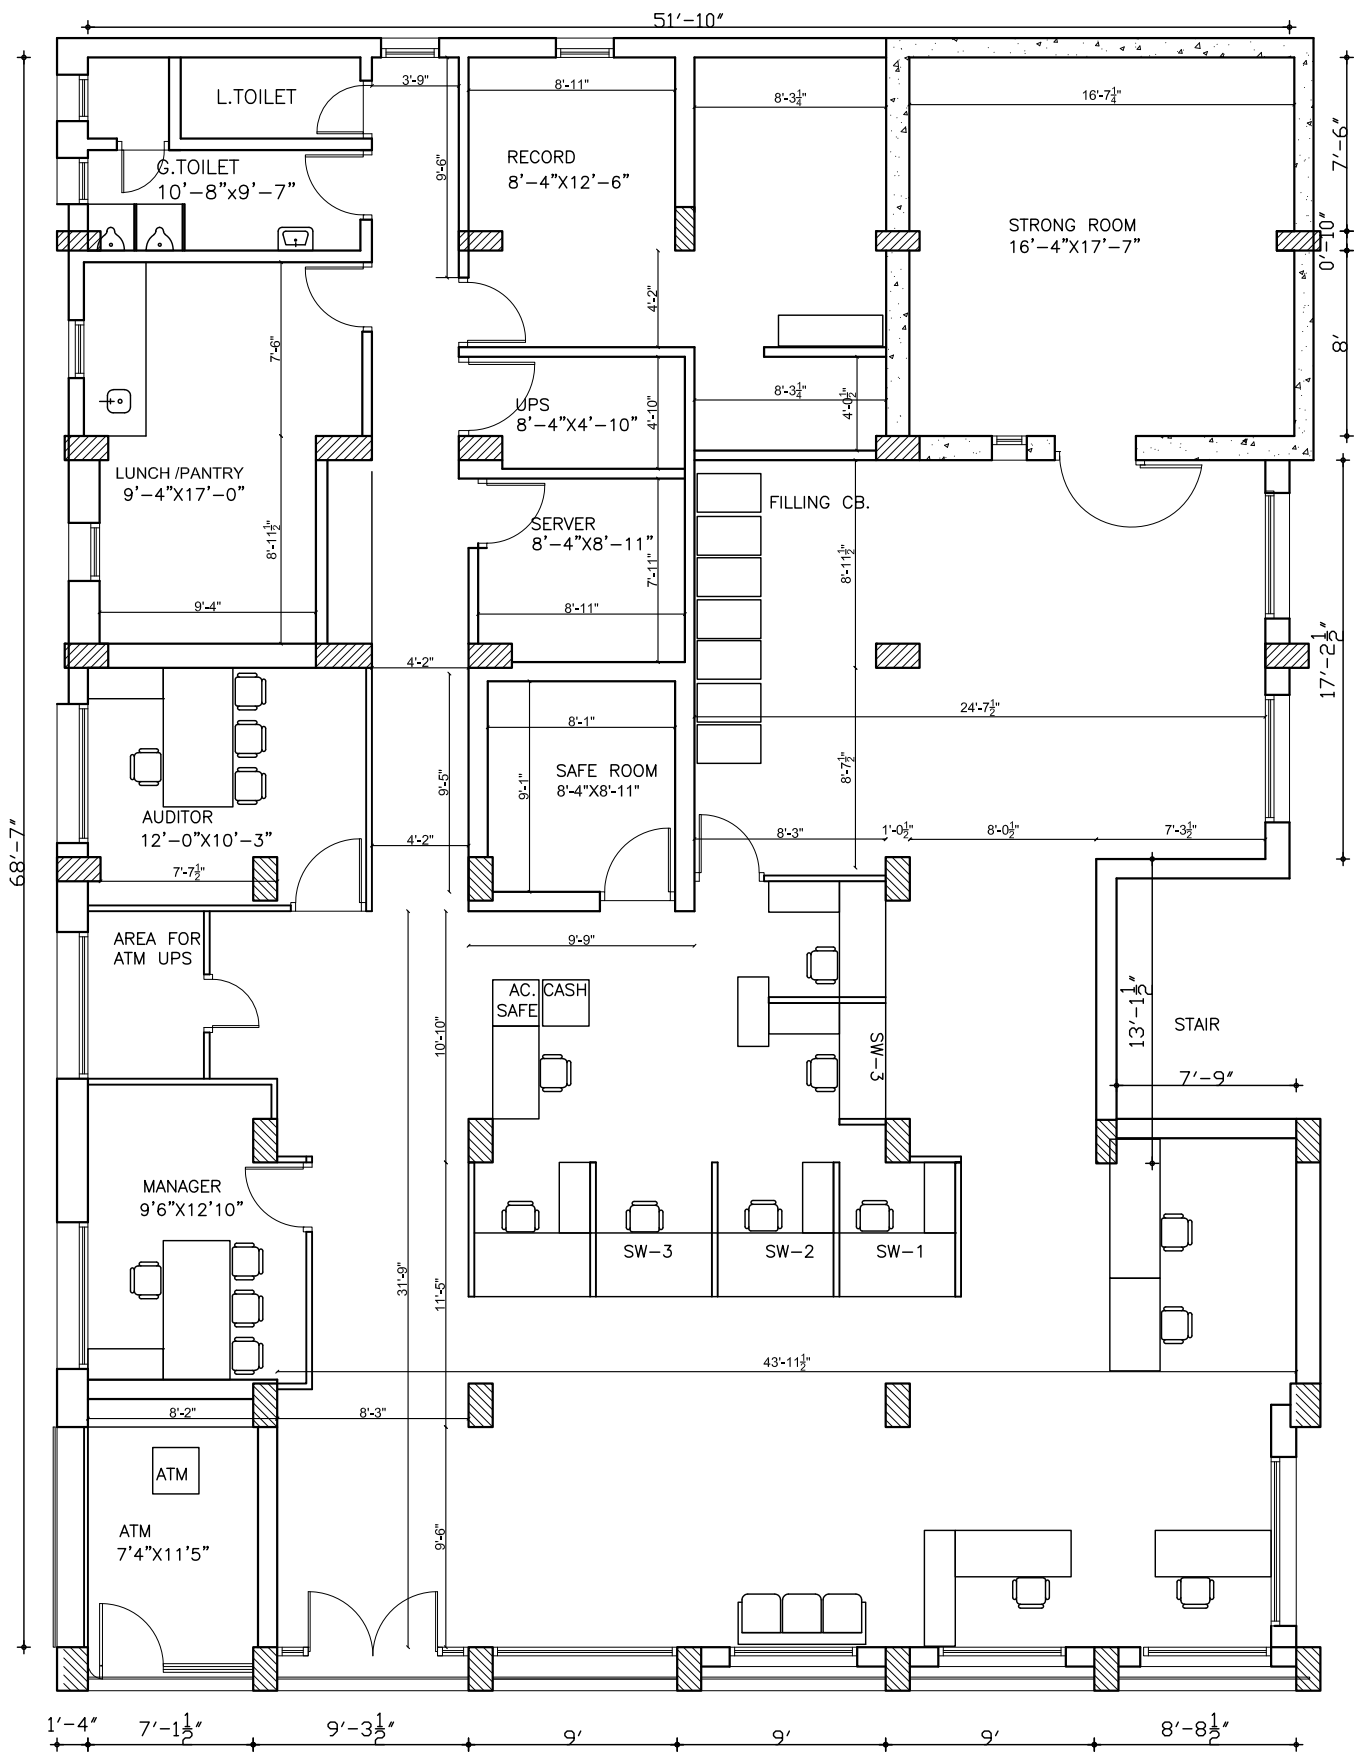 51'-10"
L.TOILET
3'-9"
8'-11"
8'-3¼"
16'-7¼"
7'-6"
G.TOILET
10'-8"x9'-7"
9'-6"
RECORD
8'-4"X12'-6"
STRONG ROOM
16'-4"X17'-7"
0'-10"
4'-2"
7'-6"
8'
UPS
8'-4"X4'-10"
4'-10"
8'-3¼"
4'-0½"
LUNCH/PANTRY
9'-4"X17'-0"
FILLING CB.
SERVER
8'-4"X8'-11"
8'-11½"
7'-11"
8'-11½"
9'-4"
8'-11"
17'-2½"
4'-2"
24'-7½"
8'-1"
SAFE ROOM
8'-4"X8'-11"
9'-5"
9'-1"
8'-7½"
AUDITOR
12'-0"X10'-3"
4'-2"
8'-3"
1'-0½"
8'-0½"
7'-3½"
68'-7"
7'-7½"
AREA FOR
ATM UPS
9'-9"
AC.
SAFE
CASH
10'-10"
SW-3
13'-1½"
STAIR
7'-9"
MANAGER
9'6"X12'10"
SW-3
SW-2
SW-1
31'-9"
11'-5"
43'-11½"
8'-2"
8'-3"
ATM
ATM
7'4"X11'5"
9'-6"
1'-4"
7'-1½"
9'-3½"
9'
9'
9'
8'-8½"